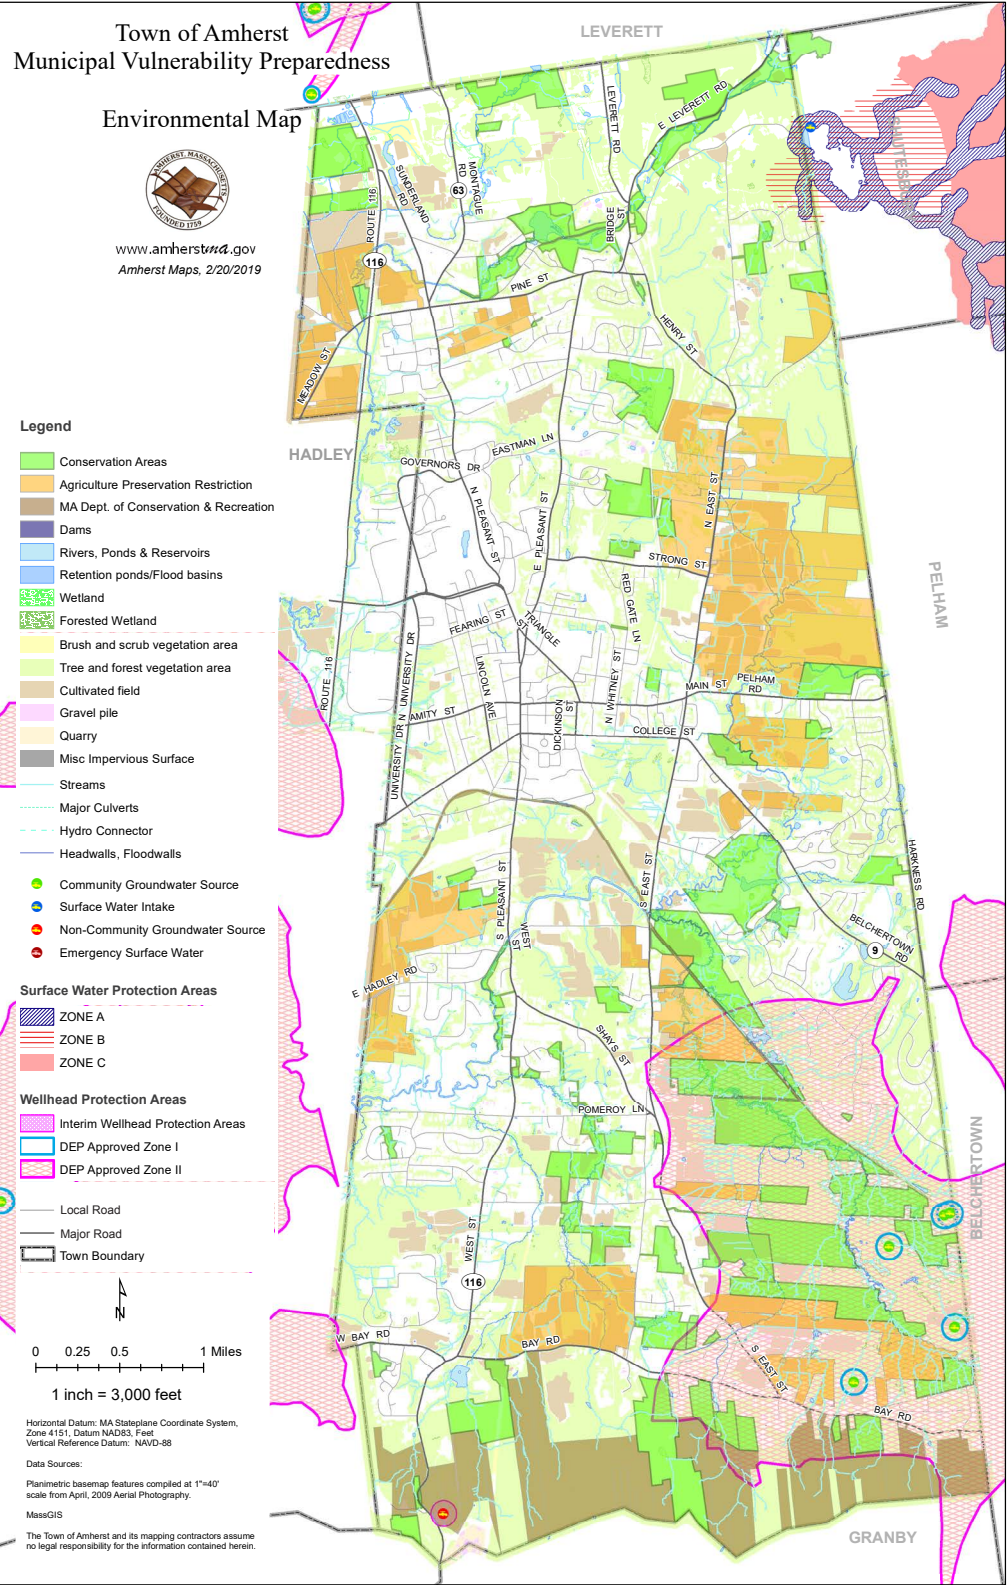 Town of Amherst
Municipal Vulnerability Preparedness
Environmental Map
AMHERST, MASSACHUSETTS
FOUNDED 1759
www.amherstma.gov
Amherst Maps, 2/20/2019
Legend
Conservation Areas
Agriculture Preservation Restriction
MA Dept. of Conservation & Recreation
Dams
Rivers, Ponds & Reservoirs
Retention ponds/Flood basins
Wetland
Forested Wetland
Brush and scrub vegetation area
Tree and forest vegetation area
Cultivated field
Gravel pile
Quarry
Misc Impervious Surface
Streams
Major Culverts
Hydro Connector
Headwalls, Floodwalls
Community Groundwater Source
Surface Water Intake
Non-Community Groundwater Source
Emergency Surface Water
Surface Water Protection Areas
ZONE A
ZONE B
ZONE C
Wellhead Protection Areas
Interim Wellhead Protection Areas
DEP Approved Zone I
DEP Approved Zone II
Local Road
Major Road
Town Boundary
N
0 0.25 0.5 1 Miles
1 inch = 3,000 feet
Horizontal Datum: MA Stateplane Coordinate System,
Zone 4151, Datum NAD83, Feet
Vertical Reference Datum: NAVD-88
Data Sources:
Planimetric basemap features compiled at 1"=40'
scale from April, 2009 Aerial Photography.
MassGIS
The Town of Amherst and its mapping contractors assume
no legal responsibility for the information contained herein.
LEVERETT
LEVERETT RD
E LEVERETT RD
SUNDERLAND
RD
MONTAGUE
RD
63
ROUTE 116
116
BRIDGE
ST
PINE ST
HENRY ST
MEADOW ST
HADLEY
GOVERNORS DR
EASTMAN LN
N PLEASANT ST
E PLEASANT ST
N EAST ST
STRONG ST
RED GATE LN
PELHAM
FEARING ST
TRIANGLE
ST
N UNIVERSITY DR
LINCOLN AVE
N WHITNEY ST
MAIN ST
PELHAM
RD
ROUTE 116
AMITY ST
DICKINSON
ST
COLLEGE ST
UNIVERSITY DR
HARKNESS RD
S PLEASANT ST
S EAST ST
WEST
ST
BELCHERTOWN
RD
9
E HADLEY RD
SHAYS ST
POMEROY LN
BELCHERTOWN
WEST ST
116
W BAY RD
BAY RD
S EAST ST
BAY RD
GRANBY